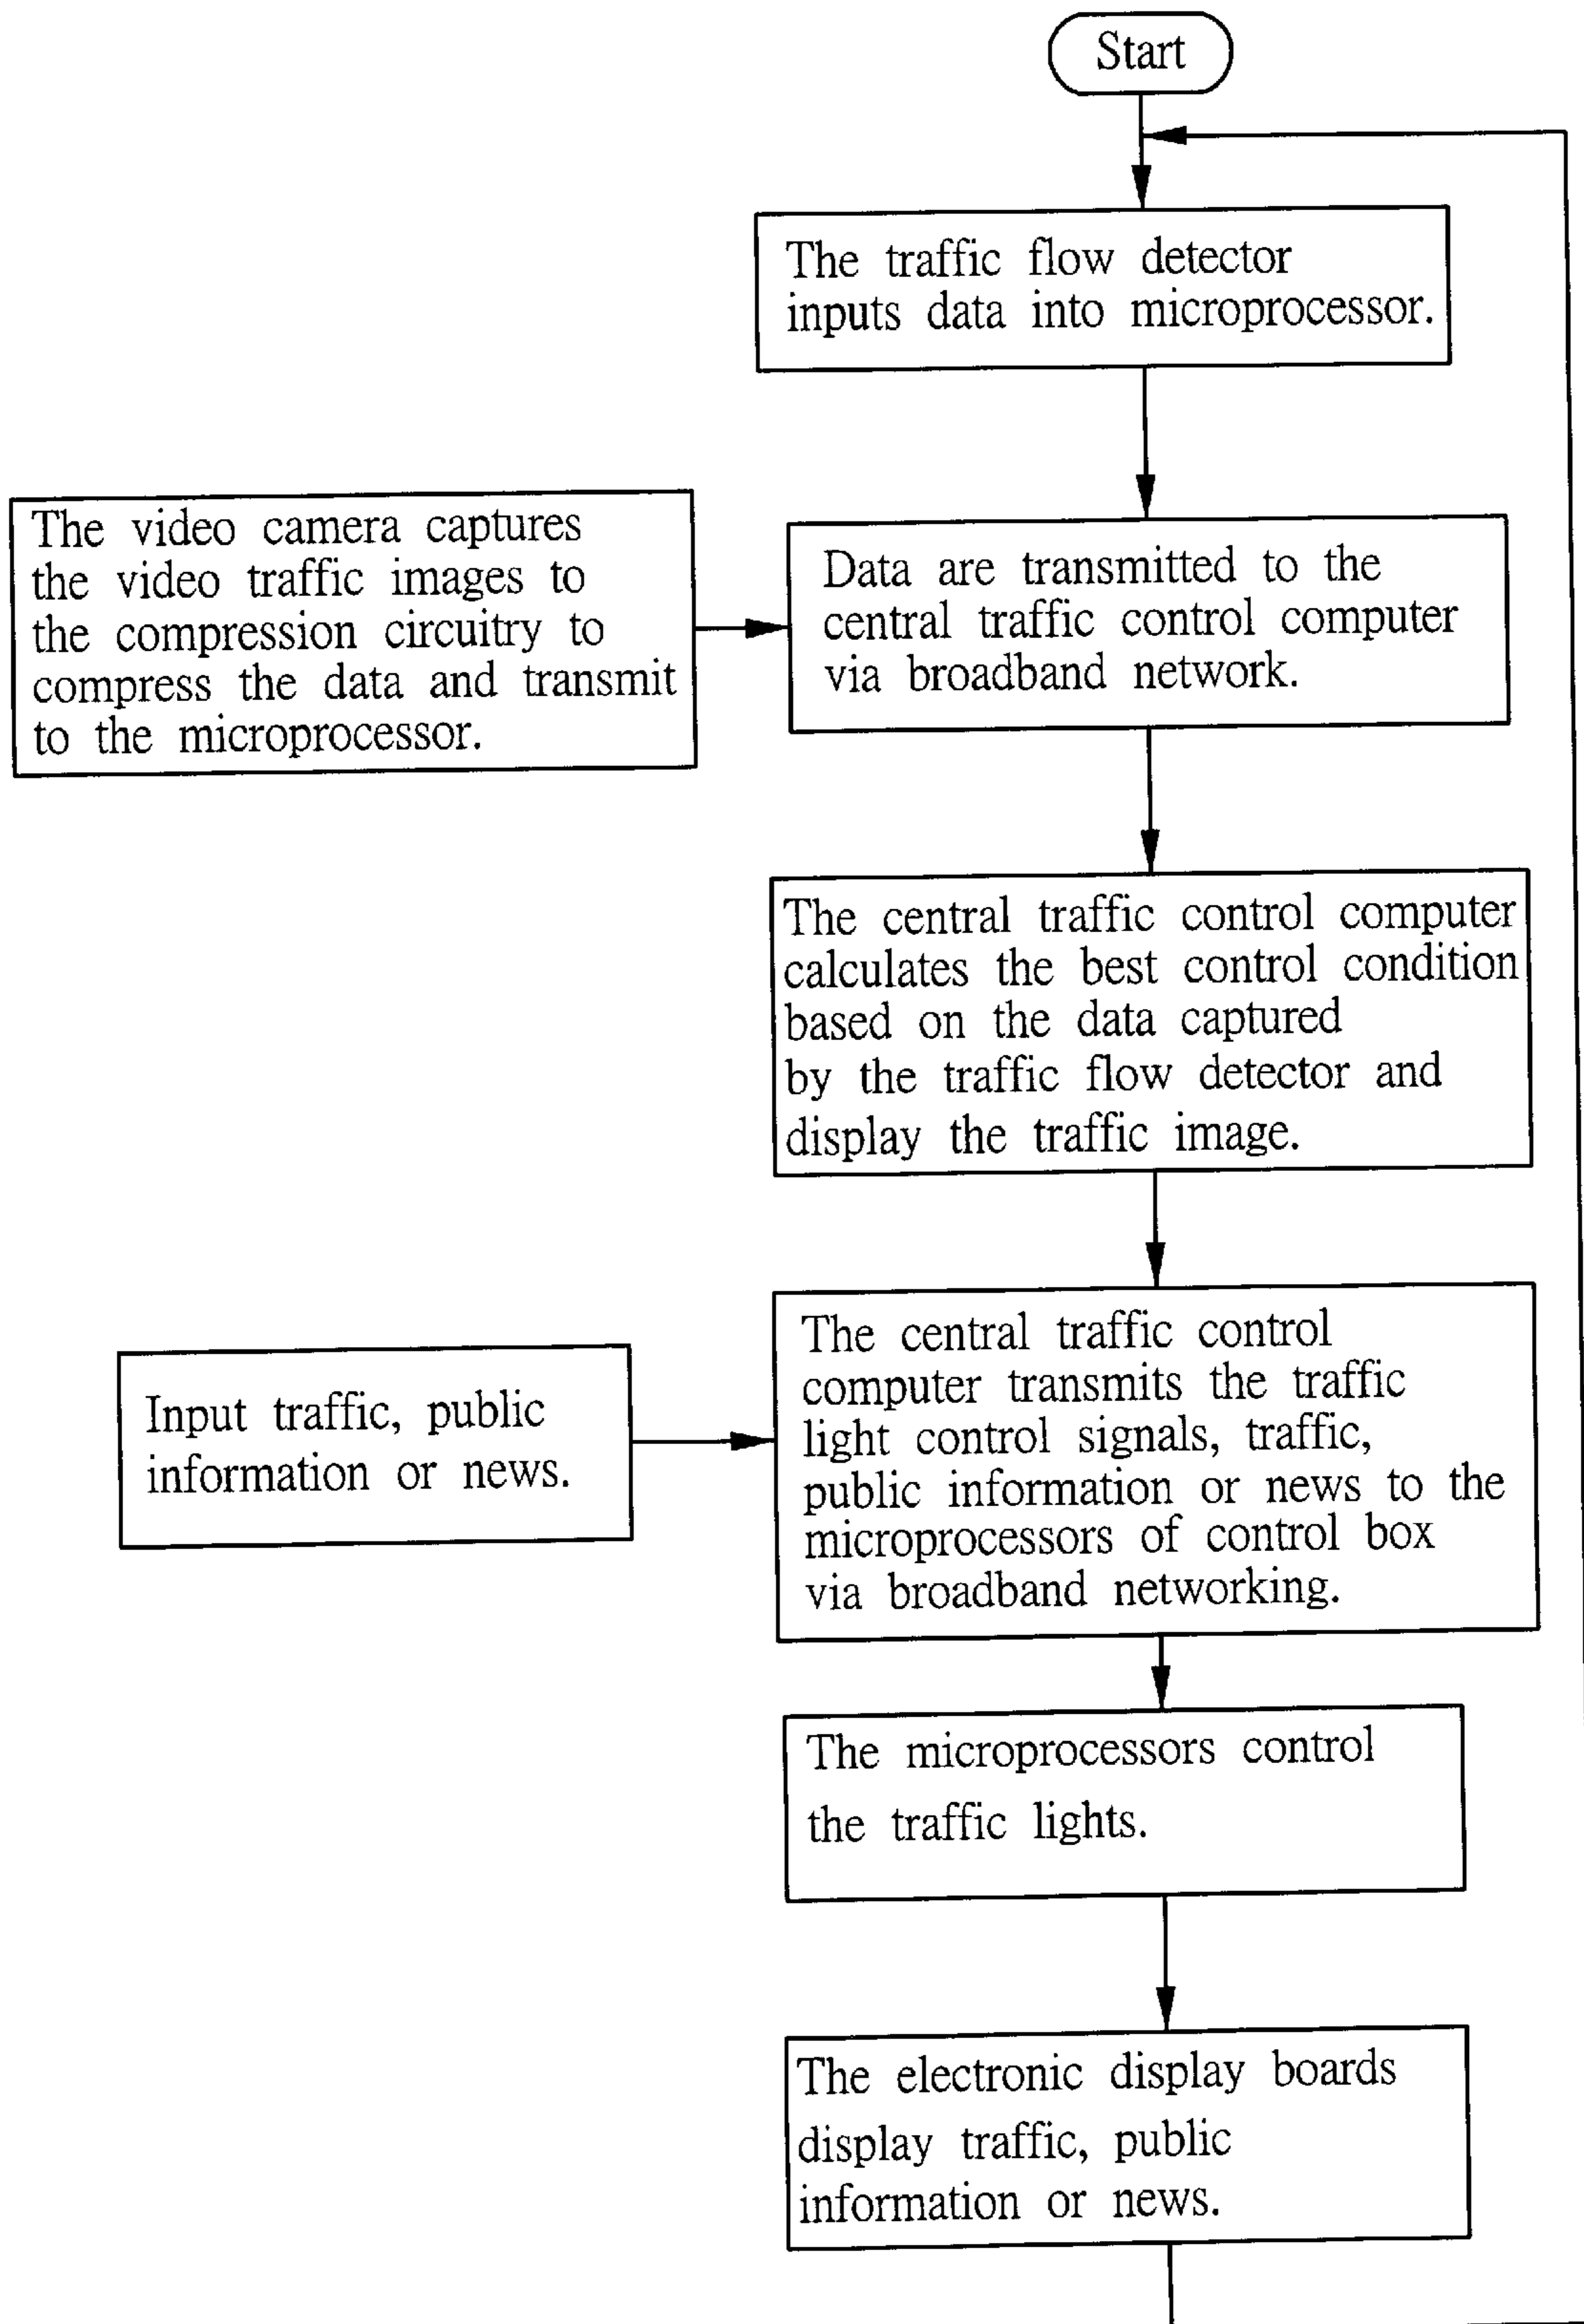 Start
The traffic flow detector
inputs data into microprocessor.
The video camera captures
the video traffic images to
the compression circuitry to
compress the data and transmit
to the microprocessor.
Data are transmitted to the
central traffic control computer
via broadband network.
The central traffic control computer
calculates the best control condition
based on the data captured
by the traffic flow detector and
display the traffic image.
Input traffic, public
information or news.
The central traffic control
computer transmits the traffic
light control signals, traffic,
public information or news to the
microprocessors of control box
via broadband networking.
The microprocessors control
the traffic lights.
The electronic display boards
display traffic, public
information or news.